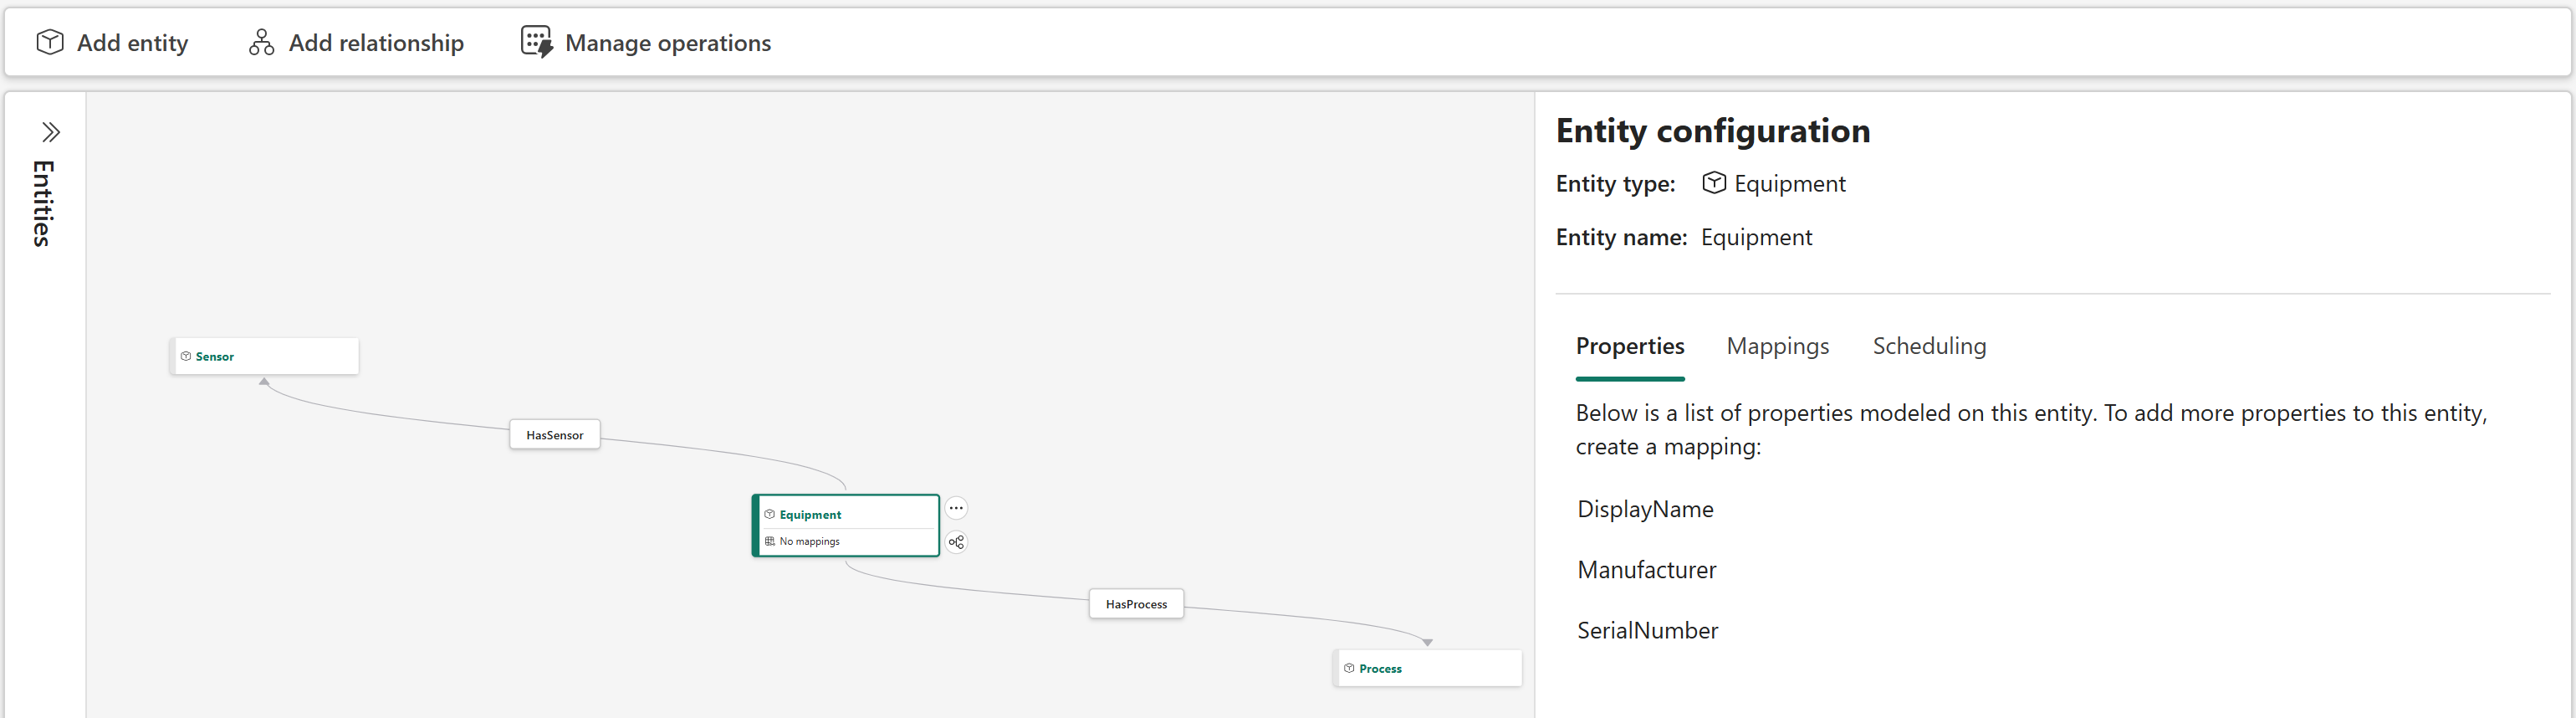 Add entity
Add relationship
Manage operations
Entities
Sensor
HasSensor
Equipment
No mappings
HasProcess
Process
Entity configuration
Entity type: Equipment
Entity name: Equipment
Properties
Mappings
Scheduling
Below is a list of properties modeled on this entity. To add more properties to this entity,
create a mapping:
DisplayName
Manufacturer
SerialNumber